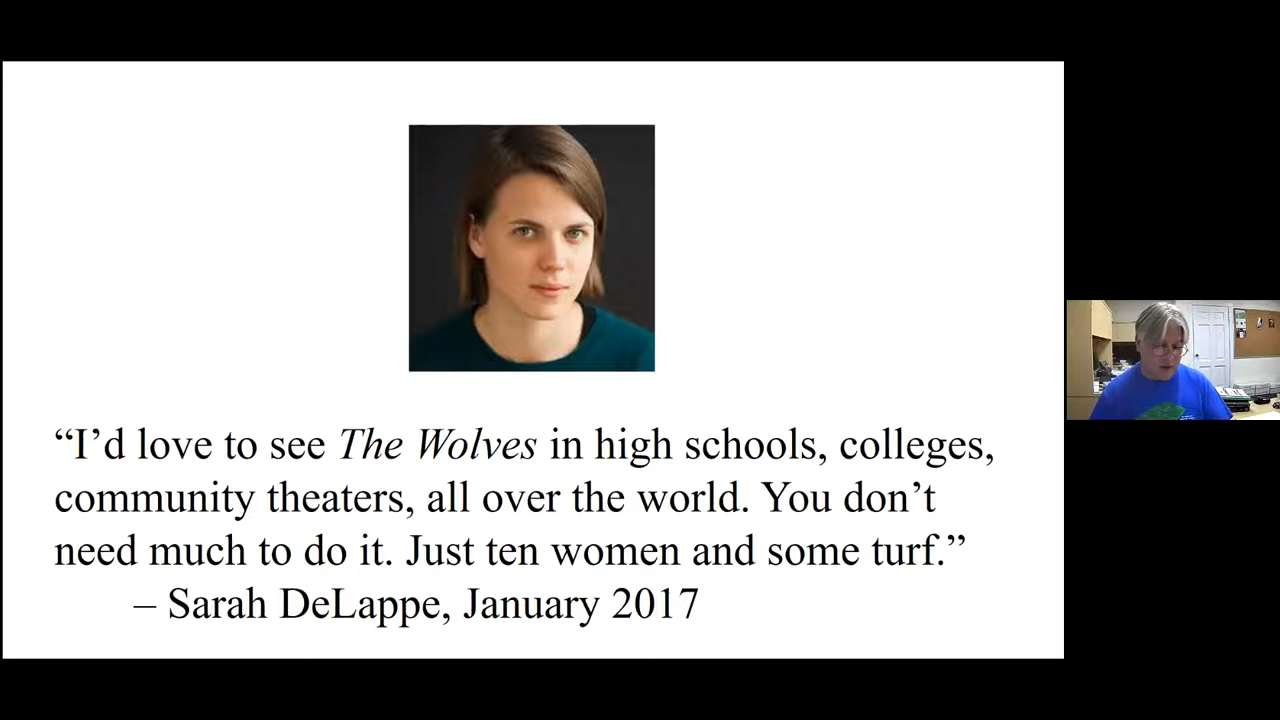 “I’d love to see The Wolves in high schools, colleges,
community theaters, all over the world. You don’t
need much to do it. Just ten women and some turf.”
– Sarah DeLappe, January 2017